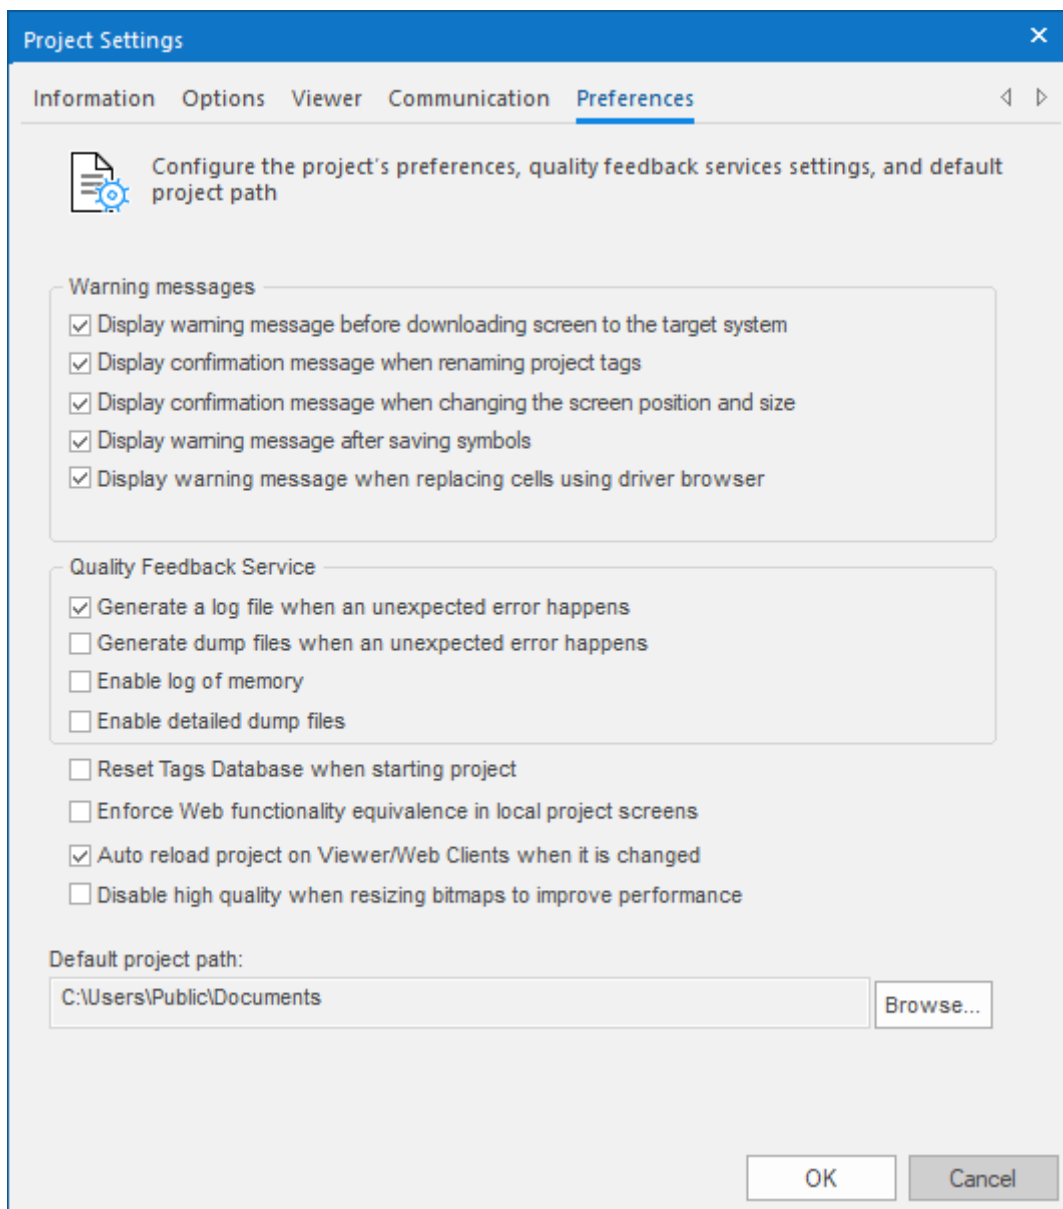 Project Settings
Information Options Viewer Communication Preferences
Configure the project's preferences, quality feedback services settings, and default
project path
Warning messages
Display warning message before downloading screen to the target system
Display confirmation message when renaming project tags
Display confirmation message when changing the screen position and size
Display warning message after saving symbols
Display warning message when replacing cells using driver browser
Quality Feedback Service
Generate a log file when an unexpected error happens
Generate dump files when an unexpected error happens
Enable log of memory
Enable detailed dump files
Reset Tags Database when starting project
Enforce Web functionality equivalence in local project screens
Auto reload project on Viewer/Web Clients when it is changed
Disable high quality when resizing bitmaps to improve performance
Default project path:
C:\Users\Public\Documents
Browse...
OK Cancel